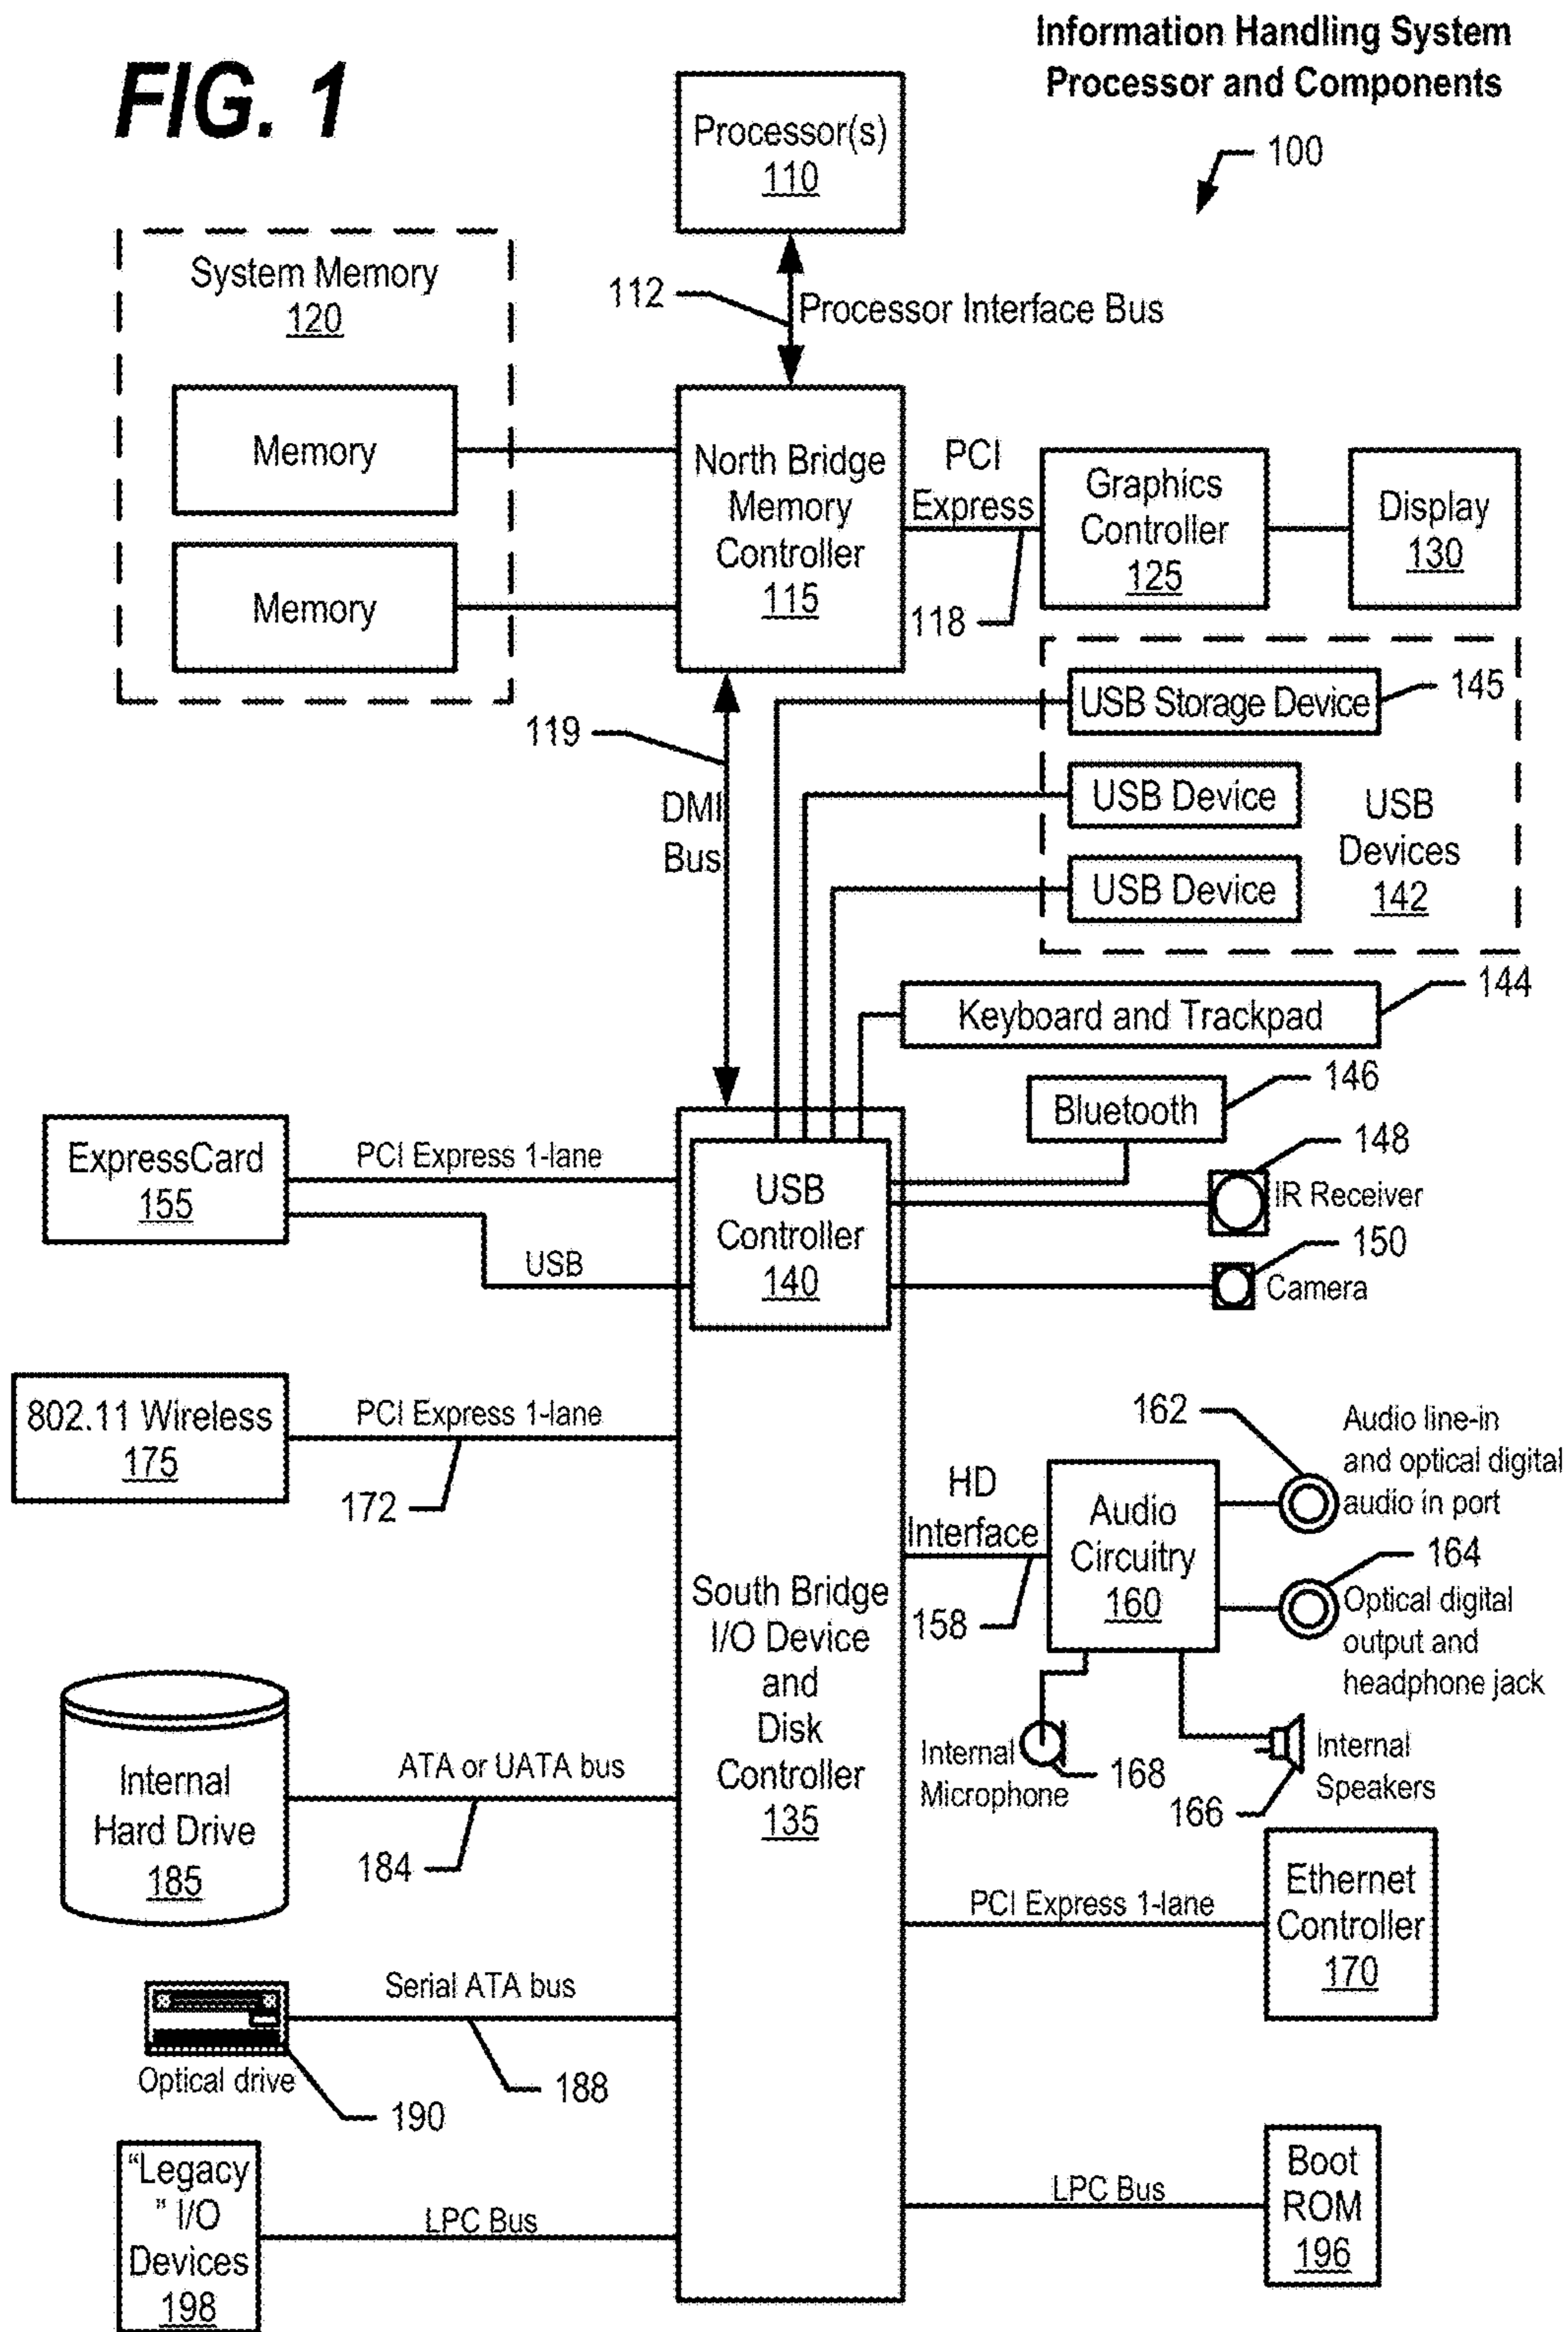 Information Handling System
Processor and Components
FIG. 1
100
Processor(s)
110
System Memory
120
112
Processor Interface Bus
Memory
Memory
North Bridge
Memory
Controller
115
PCI
Express
118
Graphics
Controller
125
Display
130
119
DMI
Bus
USB Storage Device
145
USB Device
USB Device
USB
Devices
142
Keyboard and Trackpad
144
Bluetooth
146
148
IR Receiver
150
Camera
ExpressCard
155
PCI Express 1-lane
USB
USB
Controller
140
802.11 Wireless
175
PCI Express 1-lane
172
South Bridge
I/O Device
and
Disk
Controller
135
HD
Interface
158
Audio
Circuitry
160
162
Audio line-in
and optical digital
audio in port
164
Optical digital
output and
headphone jack
Internal
Microphone
168
166
Internal
Speakers
Internal
Hard Drive
185
ATA or UATA bus
184
PCI Express 1-lane
Ethernet
Controller
170
Serial ATA bus
188
Optical drive
190
"Legacy
" I/O
Devices
198
LPC Bus
LPC Bus
Boot
ROM
196